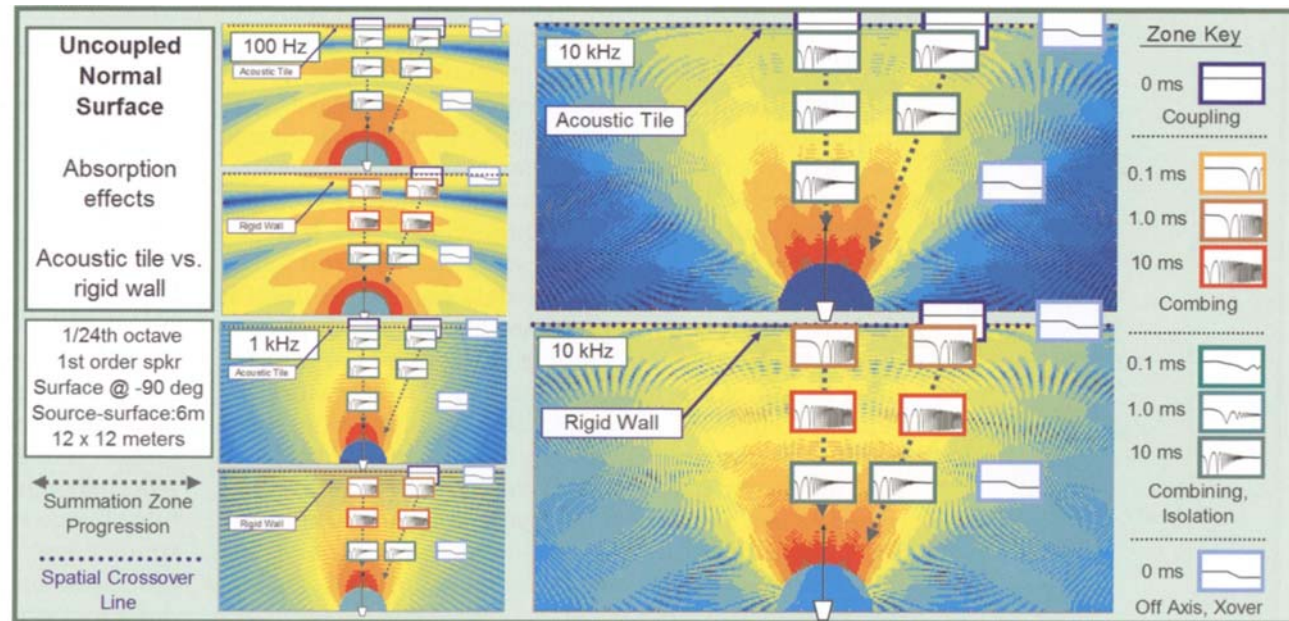 Uncoupled
Normal
Surface
Absorption
effects
Acoustic tile vs.
rigid wall
1/24th octave
1st order spkr
Surface @ -90 deg
Source-surface:6m
12 x 12 meters
Summation Zone
Progression
Spatial Crossover
Line
100 Hz
Acoustic Tile
Rigid Wall
1 kHz
Acoustic Tile
Rigid Wall
10 kHz
Acoustic Tile
10 kHz
Rigid Wall
Zone Key
0 ms
Coupling
0.1 ms
1.0 ms
10 ms
Combing
0.1 ms
1.0 ms
10 ms
Combining,
Isolation
0 ms
Off Axis, Xover